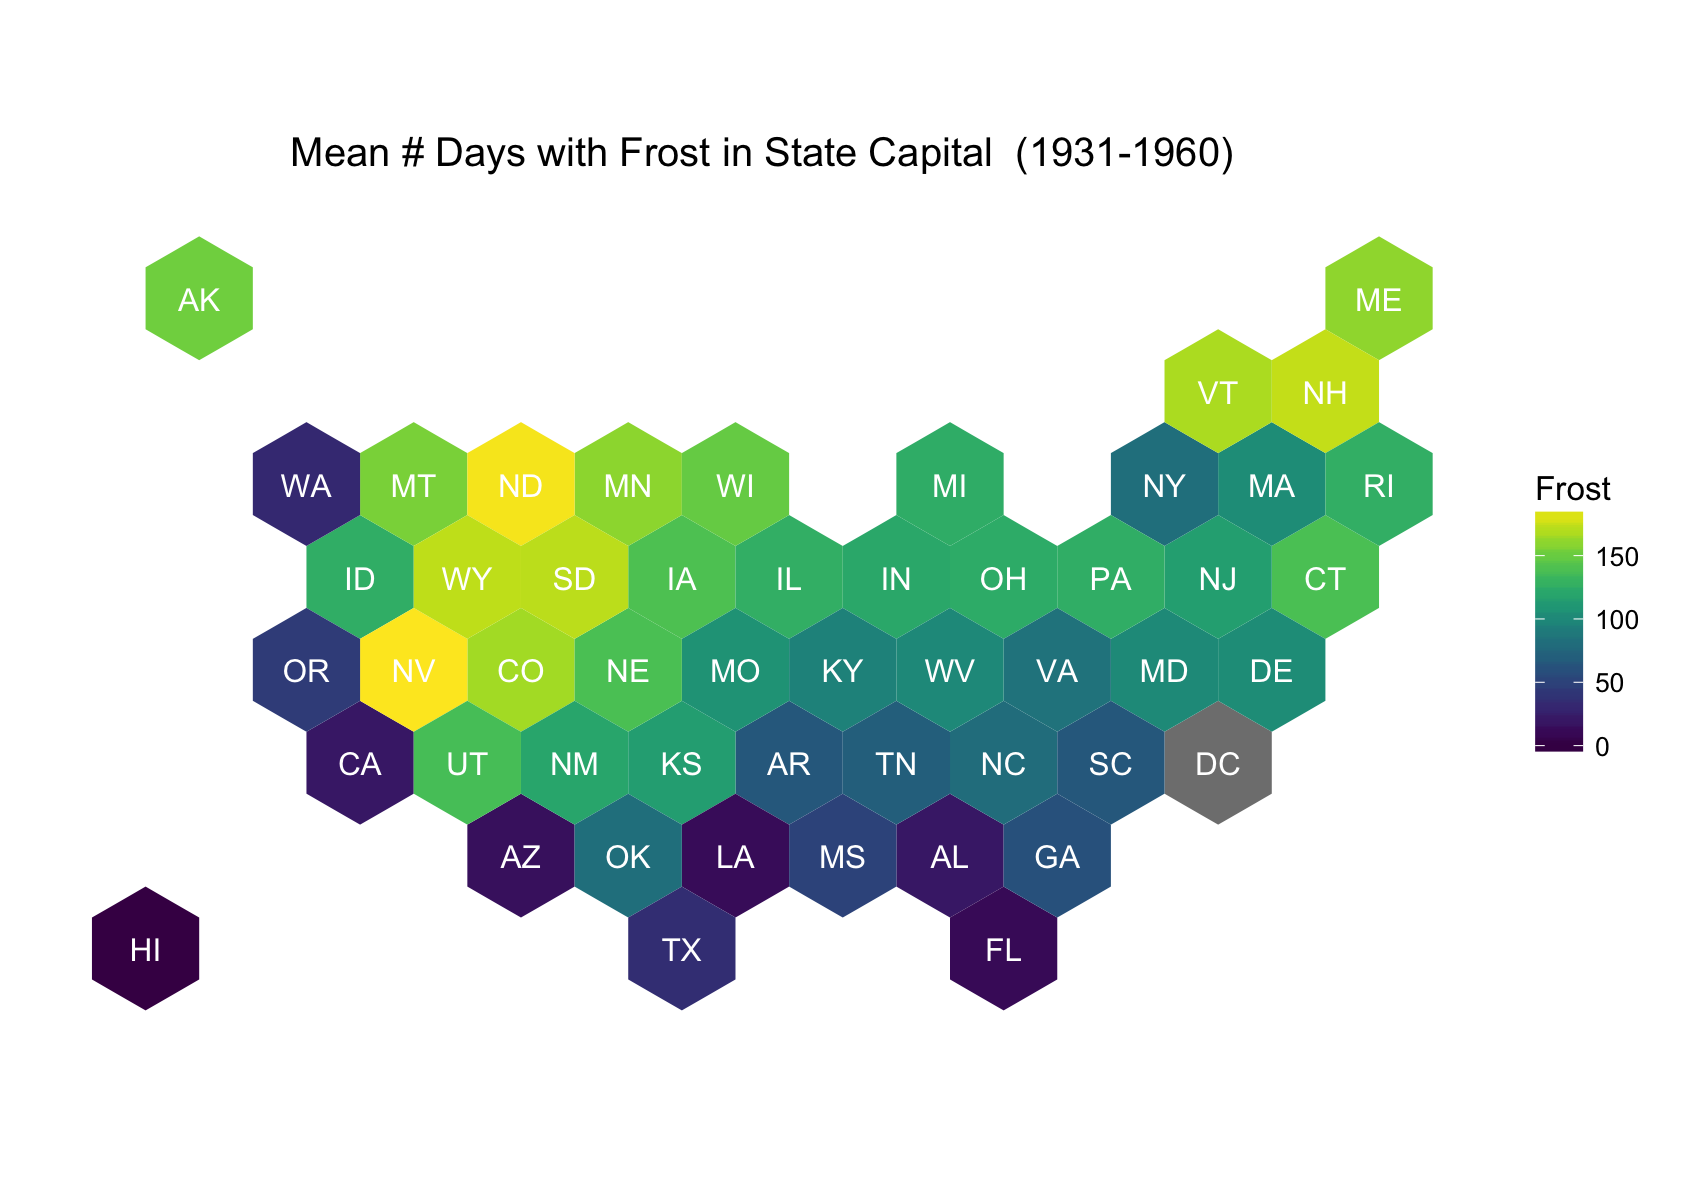 Mean # Days with Frost in State Capital  (1931-1960)
AK
ME
VT NH
WA MT ND MN WI MI NY MA RI
ID WY SD IA IL IN OH PA NJ CT
OR NV CO NE MO KY WV VA MD DE
CA UT NM KS AR TN NC SC DC
AZ OK LA MS AL GA
HI TX FL
Frost
150
100
50
0